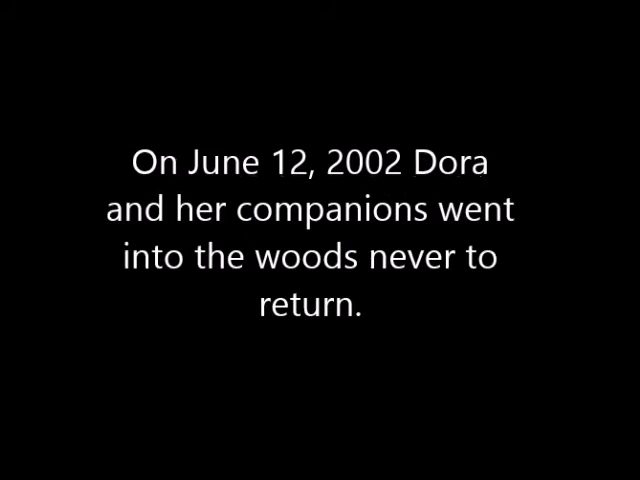 On June 12, 2002 Dora
and her companions went
into the woods never to
return.